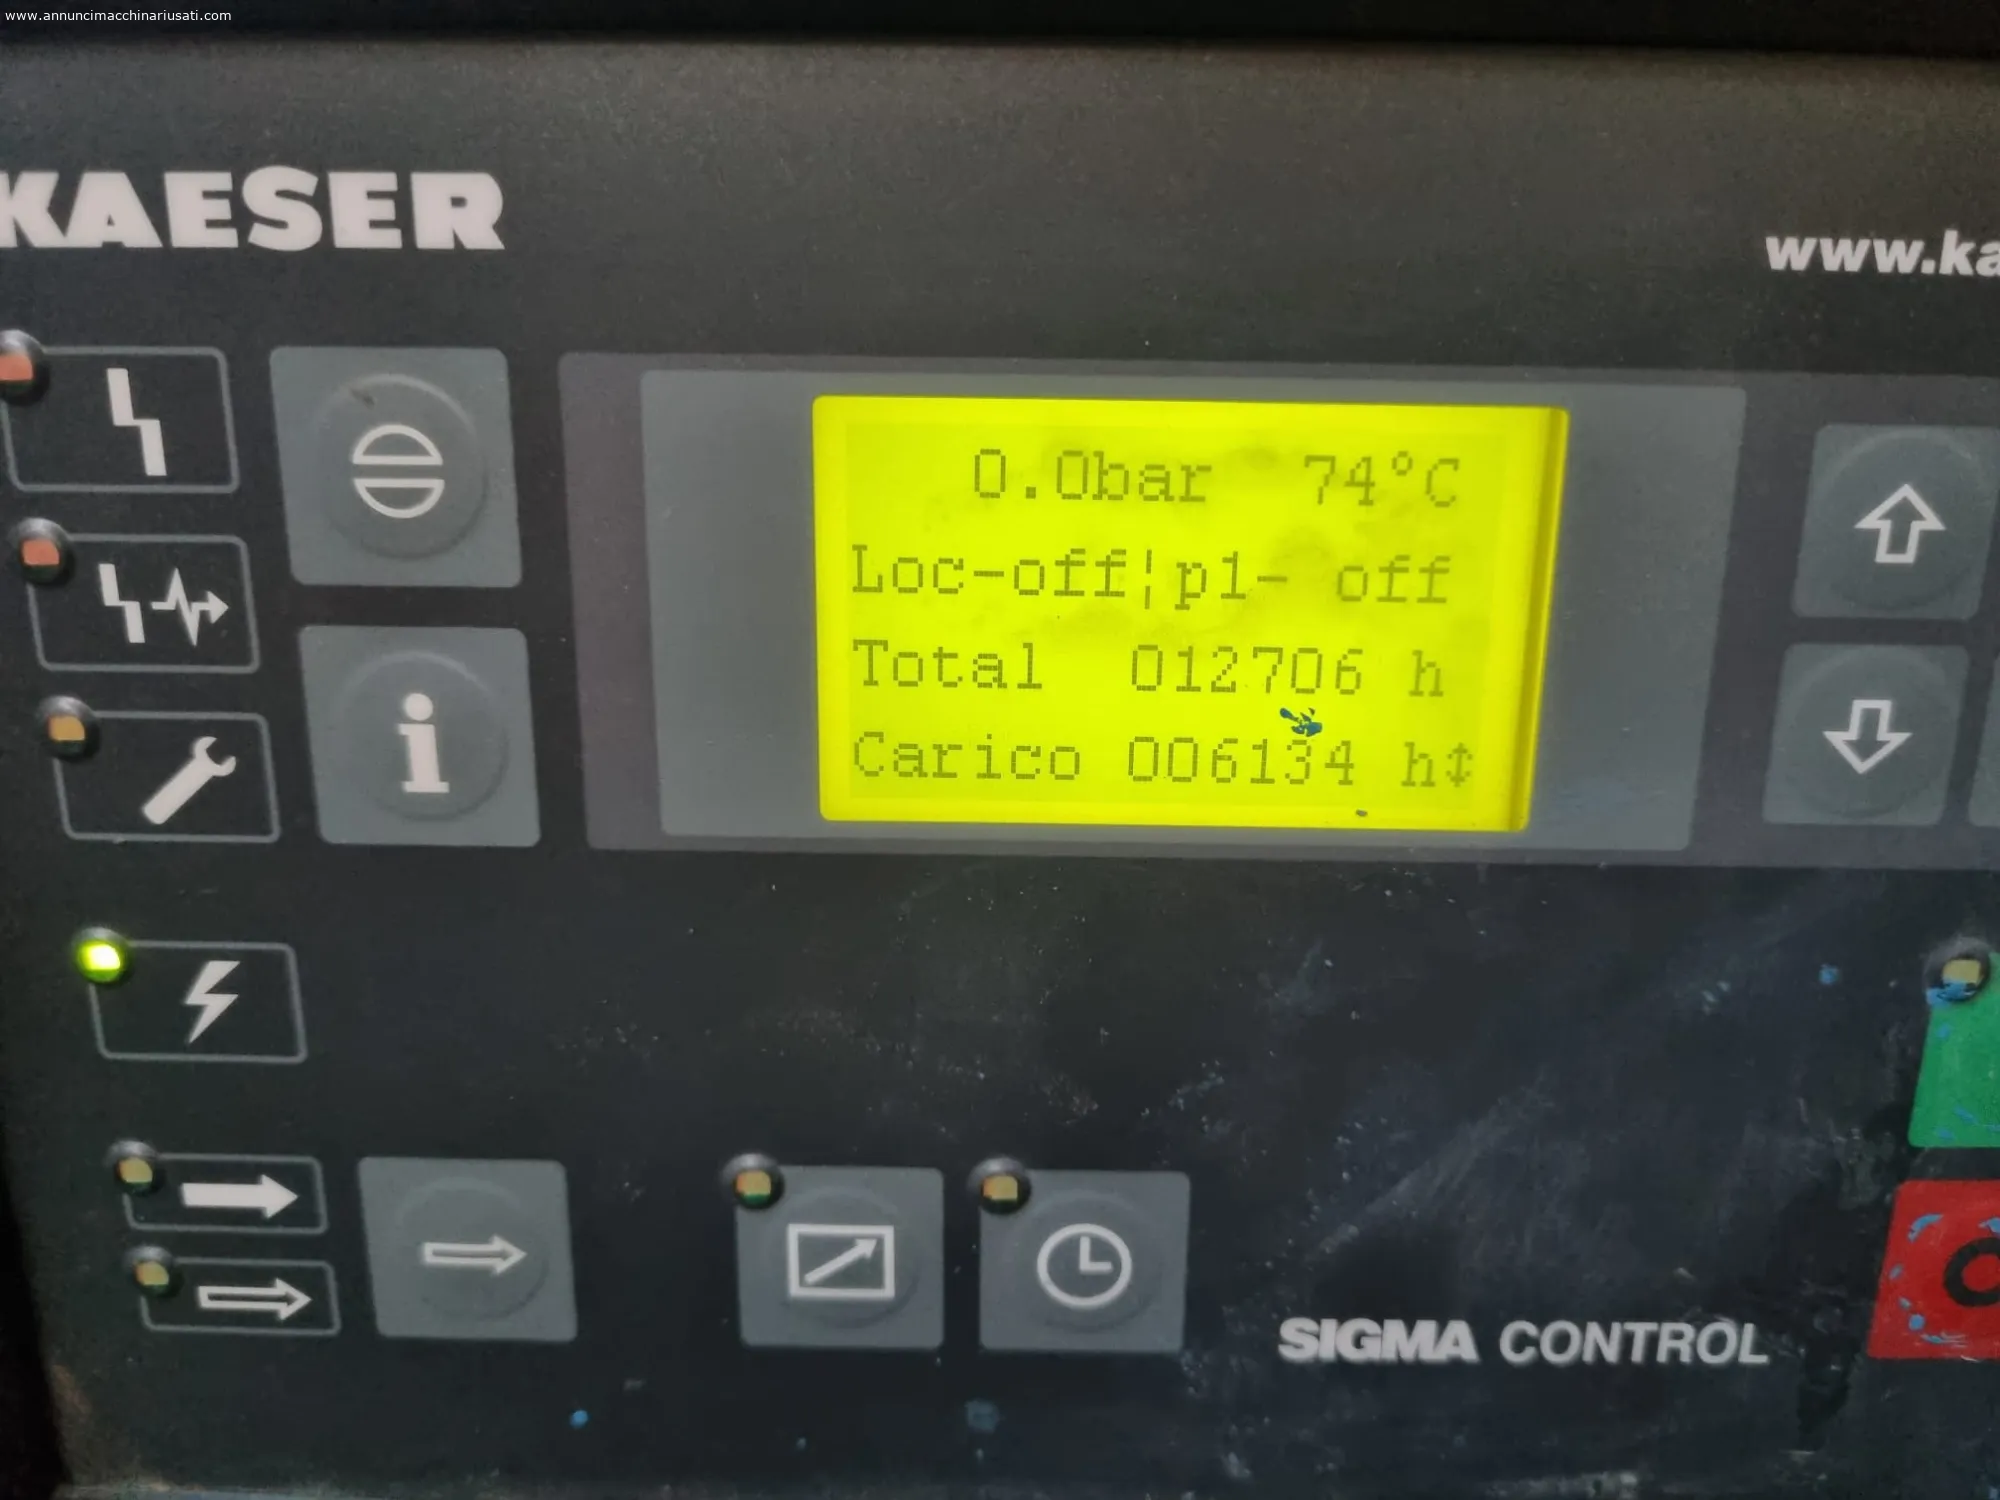 www.annuncimacchinariusati.com
KAESER
www.ka
0.0bar 74°C
Loc-off¦p1- off
Total 012706 h
Carico 006134 h↕
SIGMA CONTROL